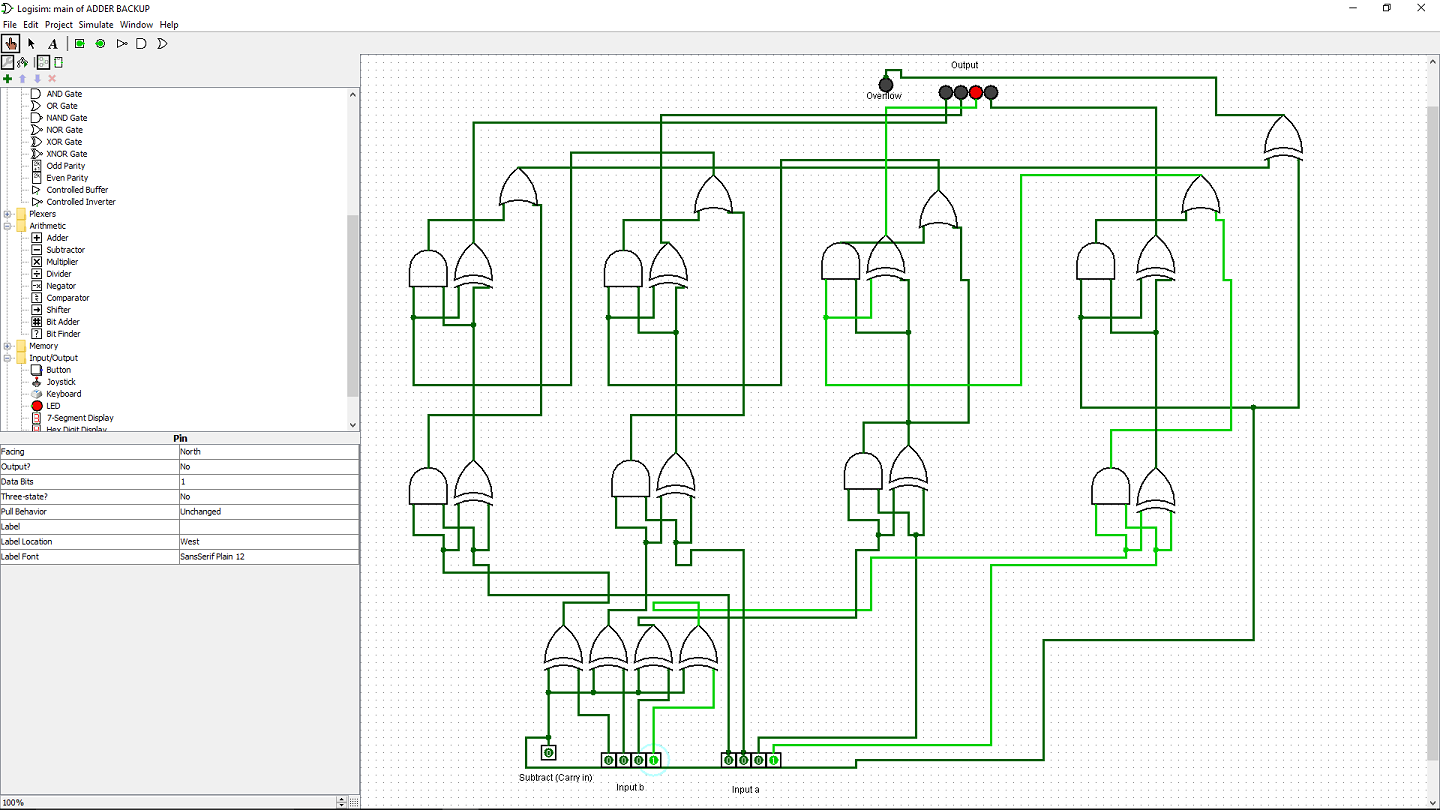 Logisim: main of ADDER BACKUP
File Edit Project Simulate Window Help
A
AND Gate
OR Gate
NAND Gate
NOR Gate
XOR Gate
XNOR Gate
Odd Parity
Even Parity
Controlled Buffer
Controlled Inverter
Plexers
Arithmetic
Adder
Subtractor
Multiplier
Divider
Negator
Comparator
Shifter
Bit Adder
Bit Finder
Memory
Input/Output
Button
Joystick
Keyboard
LED
7-Segment Display
Hex Digit Display
Pin
Facing North
Output? No
Data Bits 1
Three-state? No
Pull Behavior Unchanged
Label
Label Location West
Label Font SansSerif Plain 12
100%
Output
Overflow
0 0 0 0 1 0 0 0 1
Subtract (Carry in)
Input b
Input a